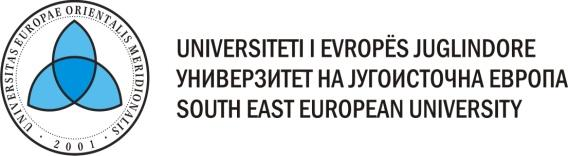 UNIVERSITAS EUROPAE ORIENTALIS MERIDIONALIS
· 2001 ·
UNIVERSITETI I EVROPËS JUGLINDORE
УНИВЕРЗИТЕТ НА ЈУГОИСТОЧНА ЕВРОПА
SOUTH EAST EUROPEAN UNIVERSITY